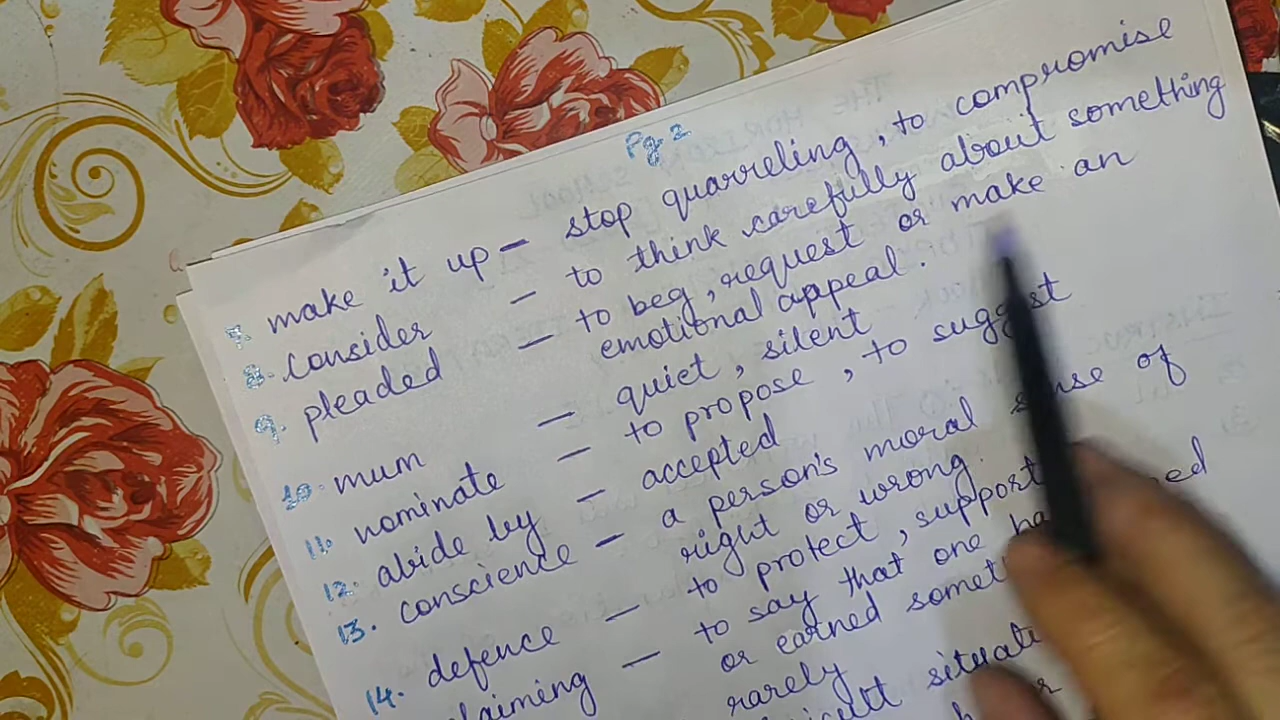 Pg 2
7. make it up - stop quarreling, to compromise
8. consider - to think carefully about something
9. pleaded - to beg, request or make an
emotional appeal.
10. mum - quiet, silent
11. nominate - to propose, to suggest
12. abide by - accepted
13. conscience - a person's moral sense of
right or wrong.
14. defence - to protect, support
claiming - to say that one
or earned
rarely